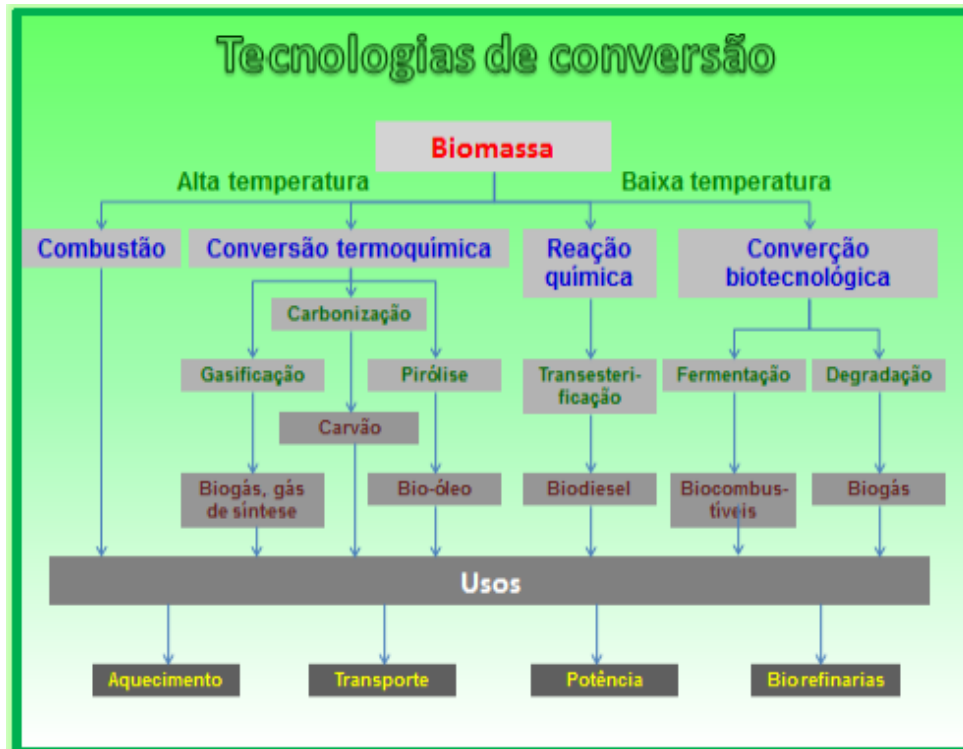 Tecnologias de conversão
Biomassa
Alta temperatura
Baixa temperatura
Combustão
Conversão termoquímica
Reação
química
Converção
biotecnológica
Carbonização
Gasificação
Pirólise
Transesteri-
ficação
Fermentação
Degradação
Carvão
Biogás, gás
de síntese
Bio-óleo
Biodiesel
Biocombus-
tíveis
Biogás
Usos
Aquecimento
Transporte
Potência
Biorefinarias